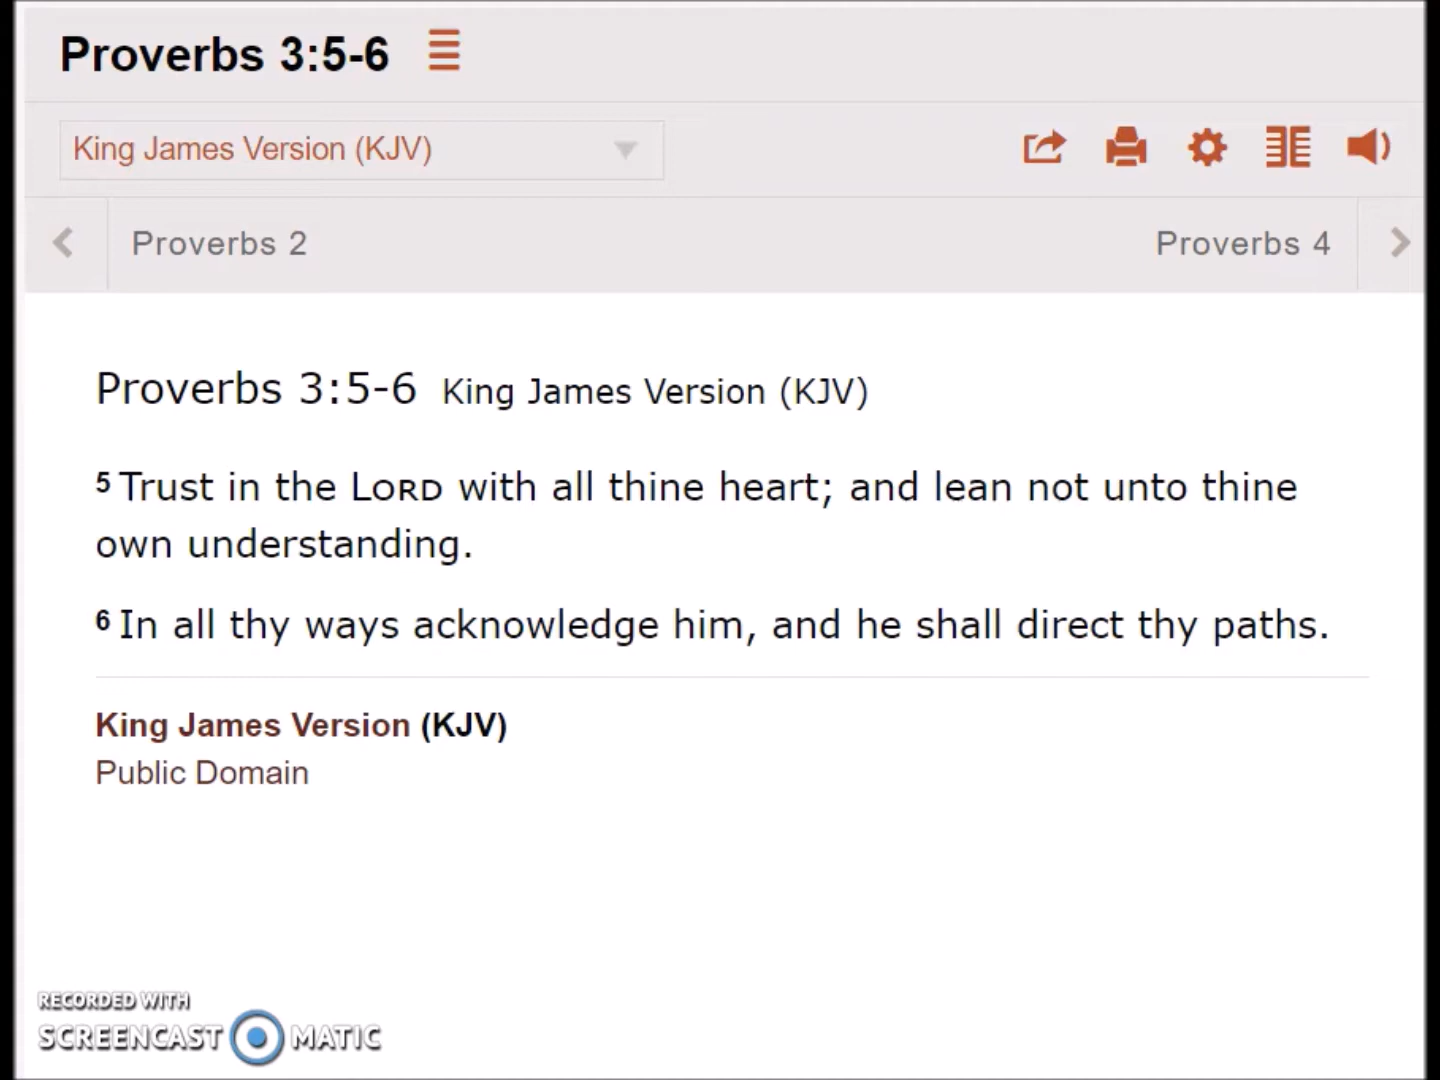 Proverbs 3:5-6
King James Version (KJV)
Proverbs 2
Proverbs 4
Proverbs 3:5-6 King James Version (KJV)
5 Trust in the LORD with all thine heart; and lean not unto thine
own understanding.
6 In all thy ways acknowledge him, and he shall direct thy paths.
King James Version (KJV)
Public Domain
RECORDED WITH
SCREENCAST MATIC